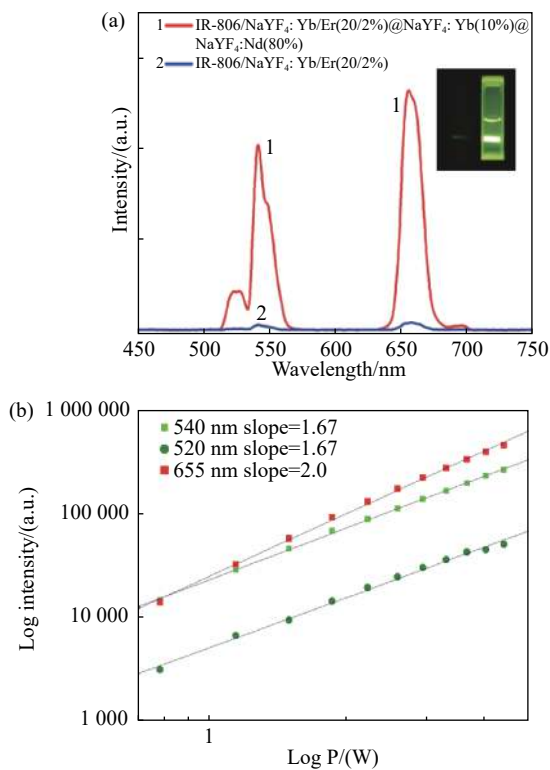 (a)
1 IR-806/NaYF₄: Yb/Er(20/2%)@NaYF₄: Yb(10%)@
NaYF₄:Nd(80%)
2 IR-806/NaYF₄: Yb/Er(20/2%)
1
1
2
Intensity/(a.u.)
450 500 550 600 650 700 750
Wavelength/nm
(b)
1 000 000
100 000
10 000
1 000
540 nm slope=1.67
520 nm slope=1.67
655 nm slope=2.0
Log intensity/(a.u.)
1
Log P/(W)